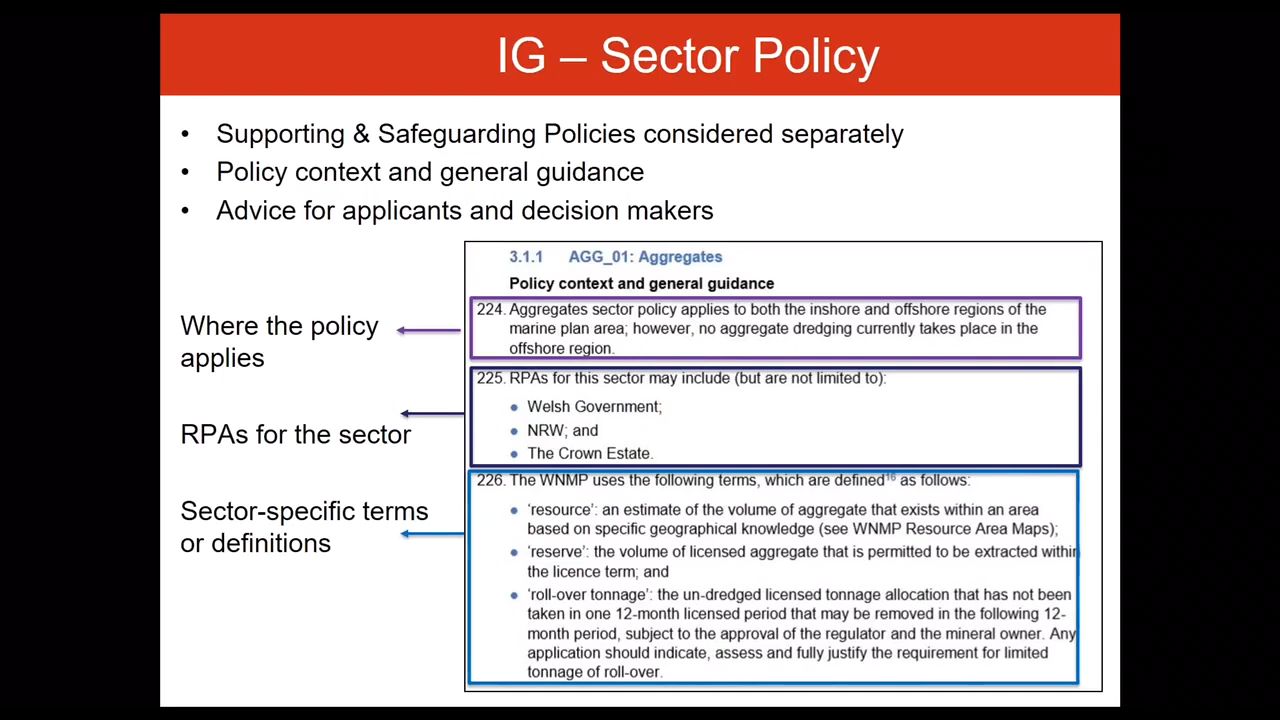 IG – Sector Policy
• Supporting & Safeguarding Policies considered separately
• Policy context and general guidance
• Advice for applicants and decision makers
Where the policy
applies
RPAs for the sector
Sector-specific terms
or definitions
3.1.1 AGG_01: Aggregates
Policy context and general guidance
224. Aggregates sector policy applies to both the inshore and offshore regions of the
marine plan area; however, no aggregate dredging currently takes place in the
offshore region.
225. RPAs for this sector may include (but are not limited to):
• Welsh Government;
• NRW; and
• The Crown Estate.
226. The WNMP uses the following terms, which are defined16 as follows:
• ‘resource’: an estimate of the volume of aggregate that exists within an area
based on specific geographical knowledge (see WNMP Resource Area Maps);
• ‘reserve’: the volume of licensed aggregate that is permitted to be extracted within
the licence term; and
• ‘roll-over tonnage’: the un-dredged licensed tonnage allocation that has not been
taken in one 12-month licensed period that may be removed in the following 12-
month period, subject to the approval of the regulator and the mineral owner. Any
application should indicate, assess and fully justify the requirement for limited
tonnage of roll-over.